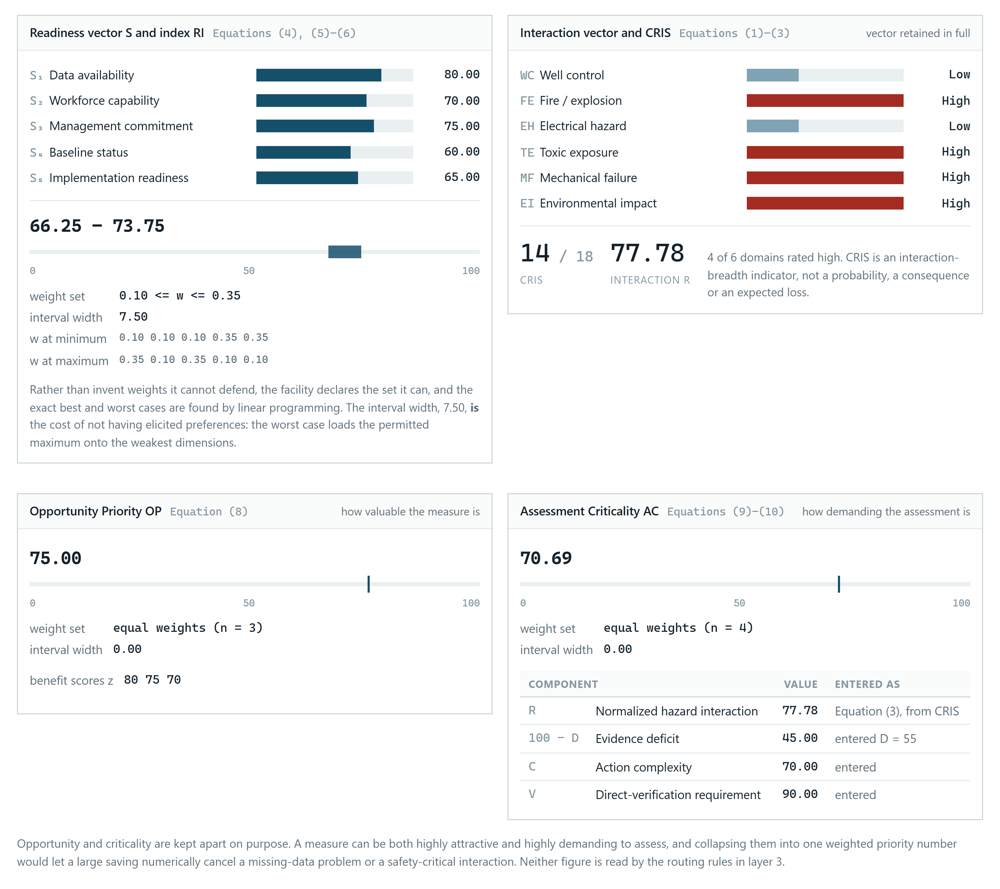 Readiness vector S and index RI Equations (4), (5)–(6)
S₁ Data availability 80.00
S₂ Workforce capability 70.00
S₃ Management commitment 75.00
S₄ Baseline status 60.00
S₅ Implementation readiness 65.00
66.25 – 73.75
0 50 100
weight set 0.10 <= w <= 0.35
interval width 7.50
w at minimum 0.10 0.10 0.10 0.35 0.35
w at maximum 0.35 0.10 0.35 0.10 0.10
Rather than invent weights it cannot defend, the facility declares the set it can, and the
exact best and worst cases are found by linear programming. The interval width, 7.50, is
the cost of not having elicited preferences: the worst case loads the permitted
maximum onto the weakest dimensions.
Interaction vector and CRIS Equations (1)–(3) vector retained in full
WC Well control Low
FE Fire / explosion High
EH Electrical hazard Low
TE Toxic exposure High
MF Mechanical failure High
EI Environmental impact High
14 / 18 77.78
CRIS INTERACTION R
4 of 6 domains rated high. CRIS is an interaction-
breadth indicator, not a probability, a consequence
or an expected loss.
Opportunity Priority OP Equation (8) how valuable the measure is
75.00
0 50 100
weight set equal weights (n = 3)
interval width 0.00
benefit scores z 80 75 70
Assessment Criticality AC Equations (9)–(10) how demanding the assessment is
70.69
0 50 100
weight set equal weights (n = 4)
interval width 0.00
COMPONENT VALUE ENTERED AS
R Normalized hazard interaction 77.78 Equation (3), from CRIS
100 – D Evidence deficit 45.00 entered D = 55
C Action complexity 70.00 entered
V Direct-verification requirement 90.00 entered
Opportunity and criticality are kept apart on purpose. A measure can be both highly attractive and highly demanding to assess, and collapsing them into one weighted priority number
would let a large saving numerically cancel a missing-data problem or a safety-critical interaction. Neither figure is read by the routing rules in layer 3.